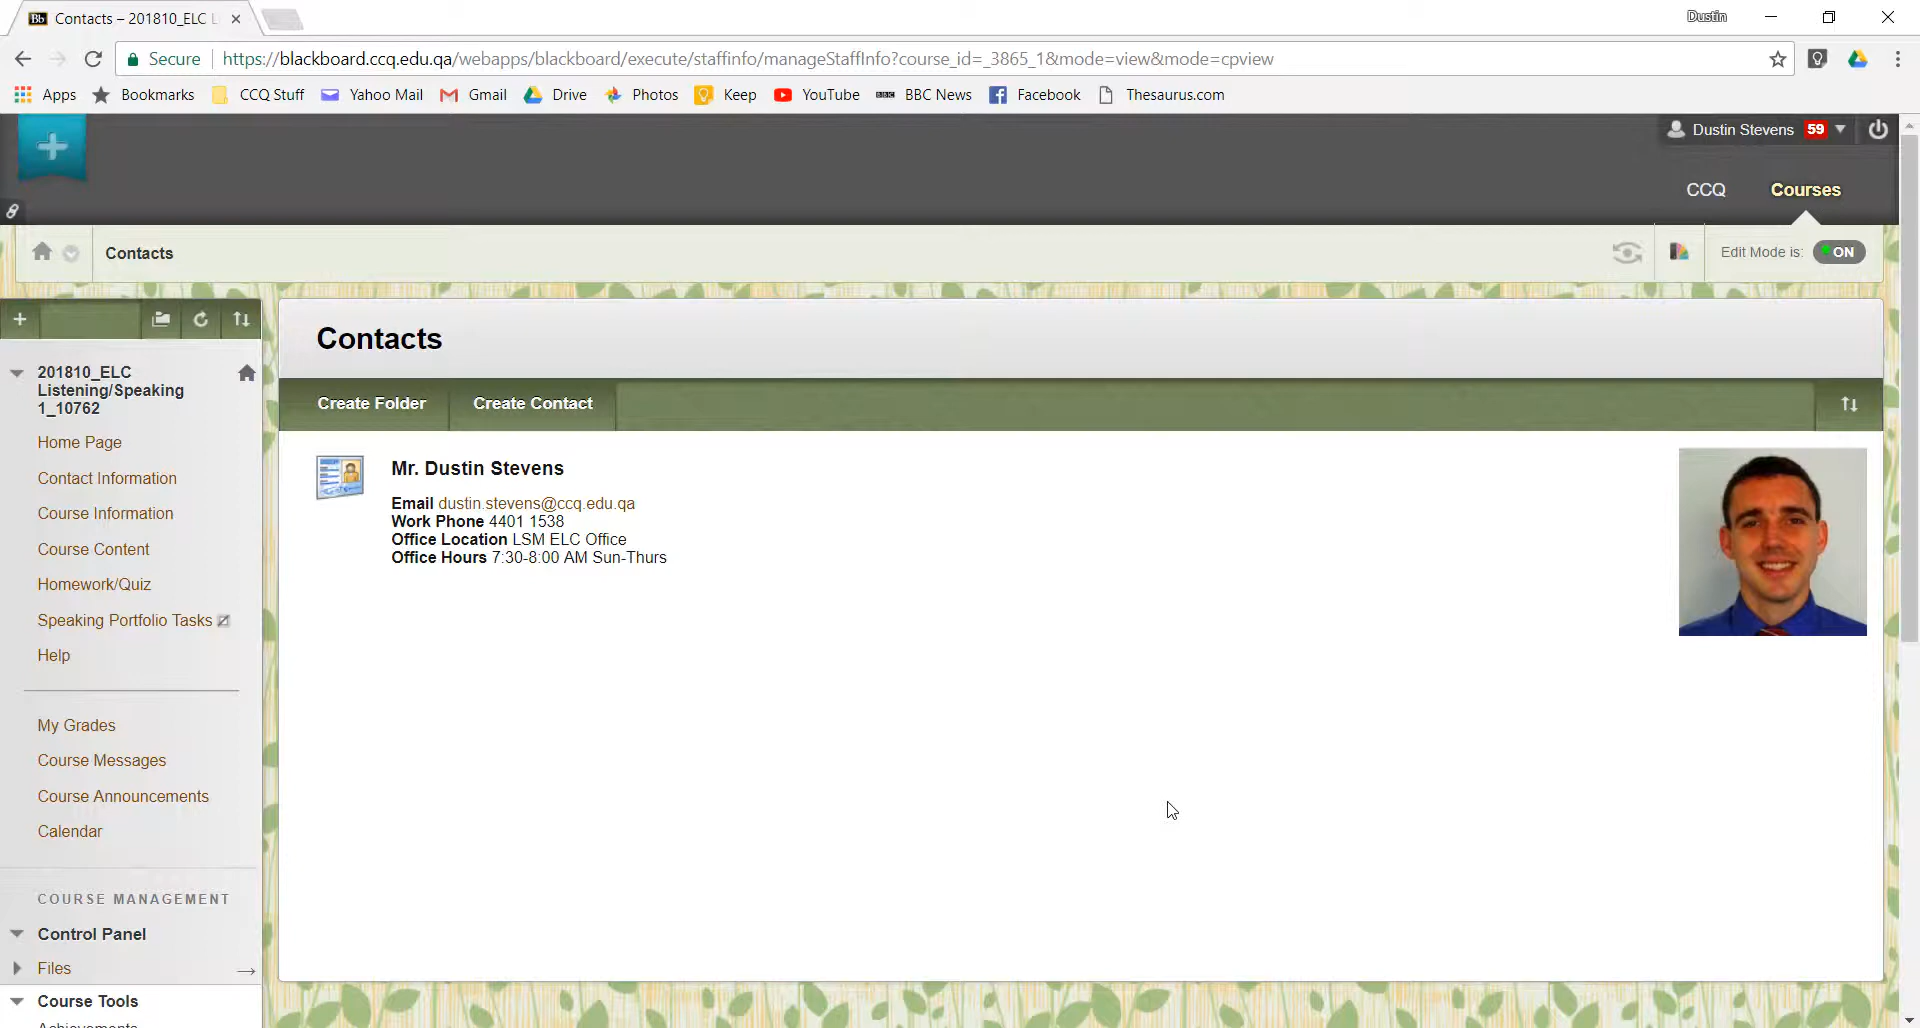 Contacts – 201810_ELC L
Dustin
Secure
https://blackboard.ccq.edu.qa/webapps/blackboard/execute/staffinfo/manageStaffInfo?course_id=_3865_1&mode=view&mode=cpview
Apps
Bookmarks
CCQ Stuff
Yahoo Mail
Gmail
Drive
Photos
Keep
YouTube
BBC News
Facebook
Thesaurus.com
Dustin Stevens 59
CCQ
Courses
Contacts
Edit Mode is: ON
201810_ELC
Listening/Speaking
1_10762
Home Page
Contact Information
Course Information
Course Content
Homework/Quiz
Speaking Portfolio Tasks
Help
My Grades
Course Messages
Course Announcements
Calendar
COURSE MANAGEMENT
Control Panel
Files
Course Tools
Achievements
Contacts
Create Folder
Create Contact
Mr. Dustin Stevens
Email dustin.stevens@ccq.edu.qa
Work Phone 4401 1538
Office Location LSM ELC Office
Office Hours 7:30-8:00 AM Sun-Thurs